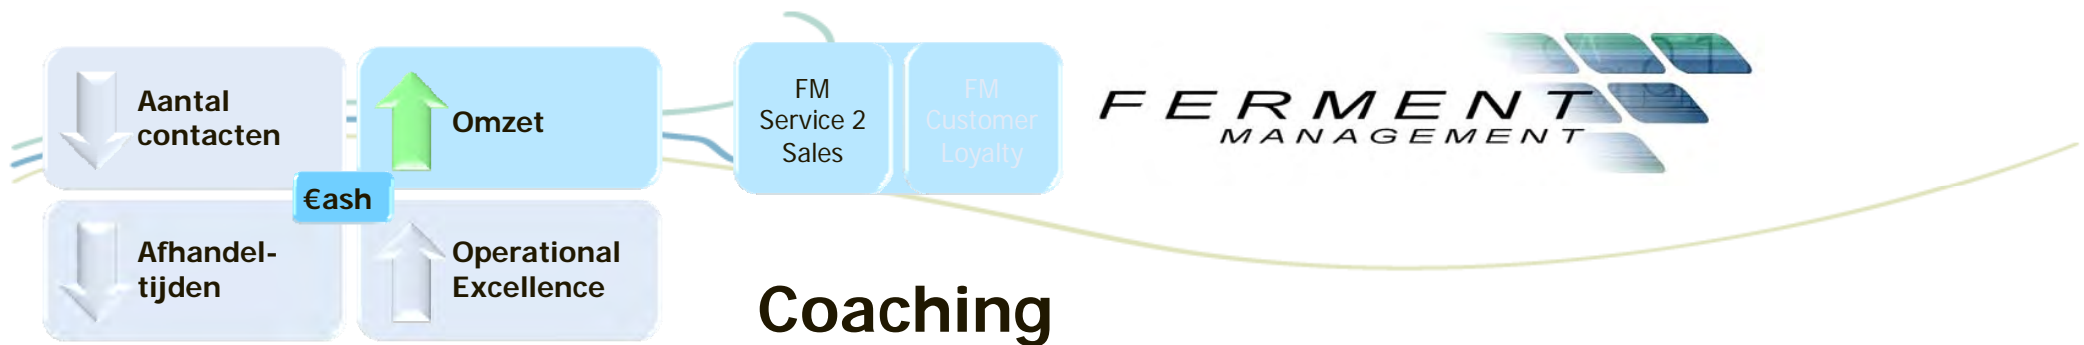 Aantal
contacten
Omzet
€ash
Afhandel-
tijden
Operational
Excellence
FM
Service 2
Sales
FM
Customer
Loyalty
FERMENT
MANAGEMENT
Coaching